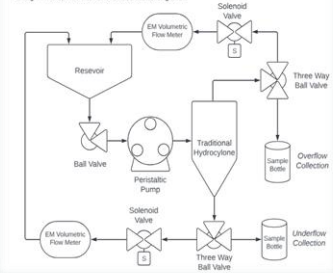 Solenoid
Valve
EM Volumetric
Flow Meter
S
Resevoir
Three Way
Ball Valve
Ball Valve
Peristaltic
Pump
Traditional
Hydrocylone
Sample
Bottle
Overflow
Collection
Solenoid
Valve
EM Volumetric
Flow Meter
S
Three Way
Ball Valve
Sample
Bottle
Underflow
Collection